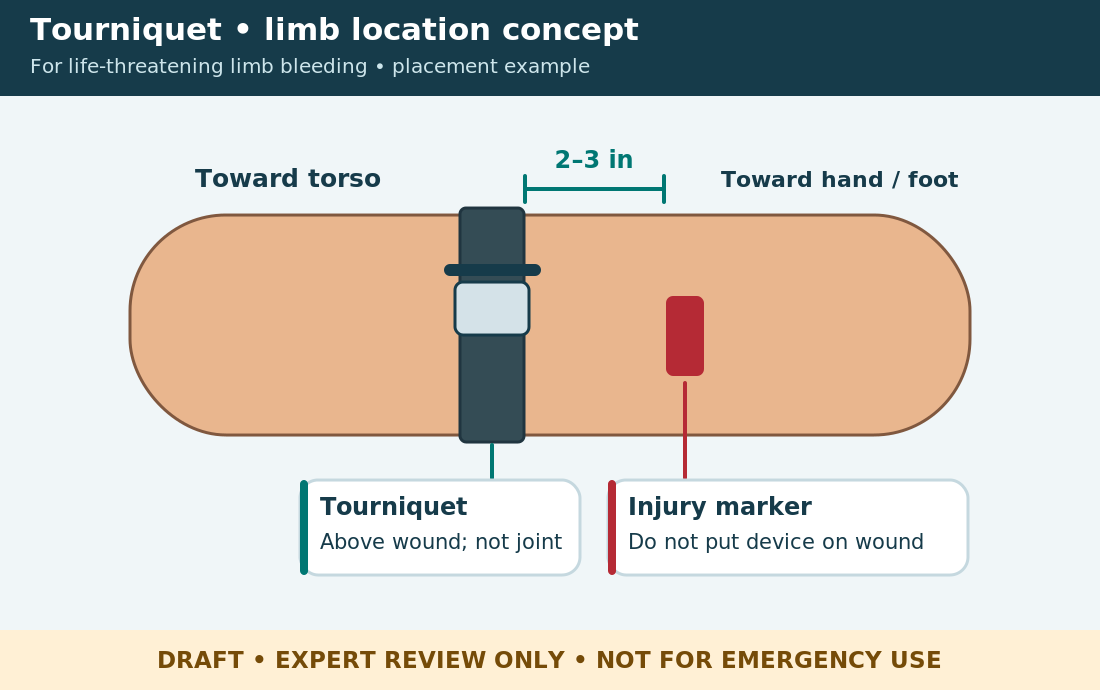 Tourniquet • limb location concept
For life-threatening limb bleeding • placement example
2–3 in
Toward torso
Toward hand / foot
Tourniquet
Above wound; not joint
Injury marker
Do not put device on wound
DRAFT • EXPERT REVIEW ONLY • NOT FOR EMERGENCY USE